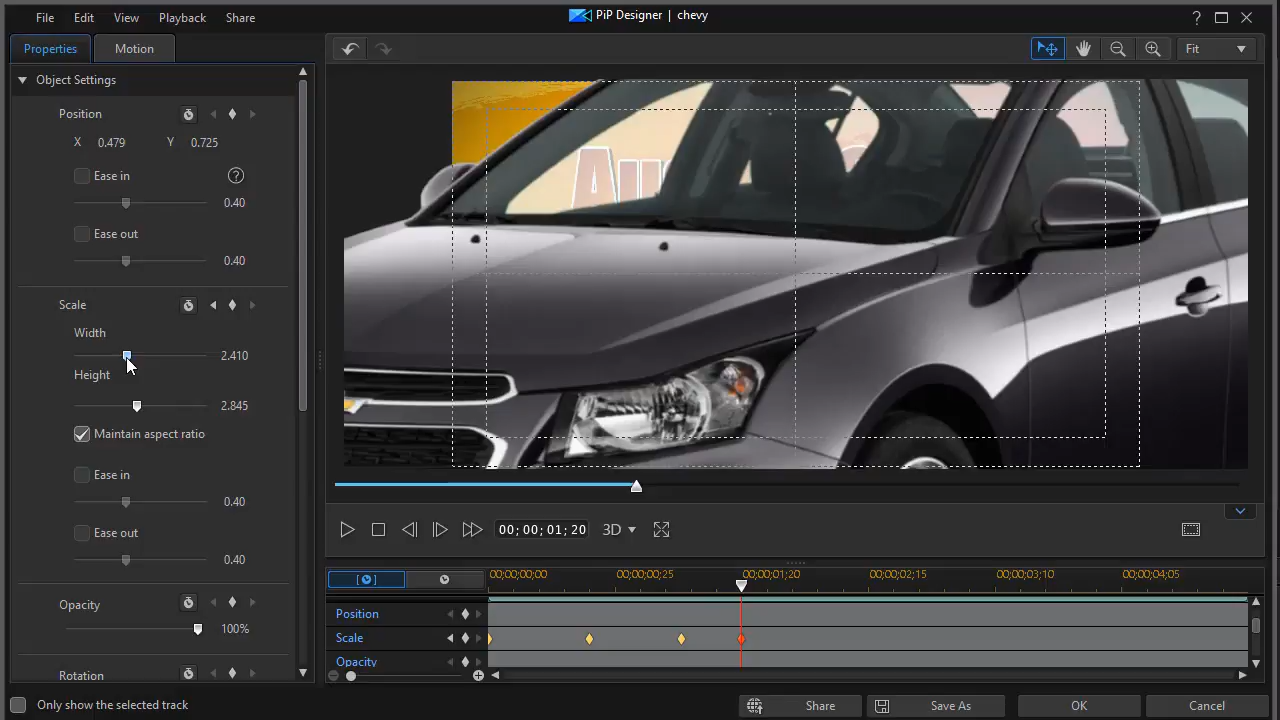 File Edit View Playback Share
PiP Designer | chevy
?
Properties Motion
Fit
Object Settings
Position
X 0.479 Y 0.725
Ease in
?
0.40
Ease out
0.40
Scale
Width
2.410
Height
2.845
Maintain aspect ratio
Ease in
0.40
Ease out
0.40
Opacity
100%
Rotation
00;00;01;20
3D
00;00;00;00 00;00;00;25 00;00;01;20 00;00;02;15 00;00;03;10 00;00;04;05
Position
Scale
Opacity
Only show the selected track
Share Save As OK Cancel